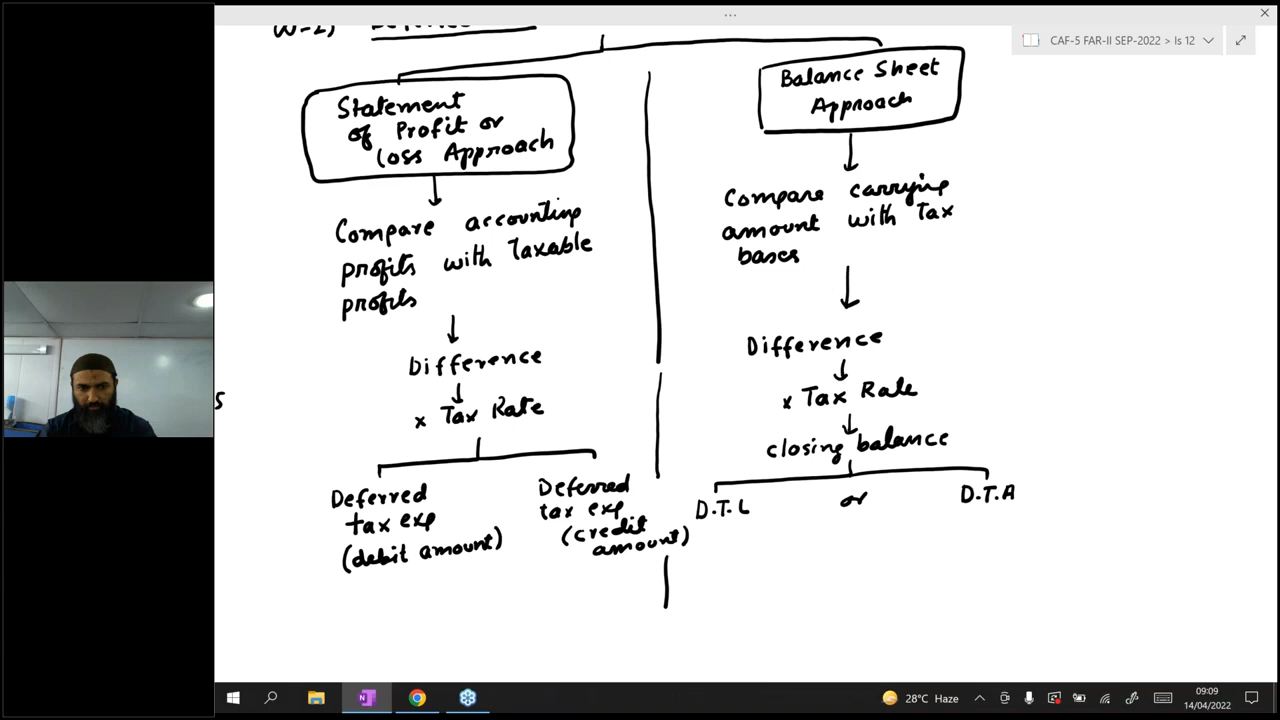 CAF-5 FAR-II SEP-2022 > Is 12
W-2)
Statement
of Profit or
Loss Approach
Compare accounting
profits with Taxable
profits
Difference
x Tax Rate
Deferred
tax exp
(debit amount)
Deferred
tax exp
(credit
amount)
Balance Sheet
Approach
Compare carrying
amount with Tax
bases
Difference
x Tax Rate
closing balance
D.T.L or D.T.A
s
28°C Haze
09:09
14/04/2022